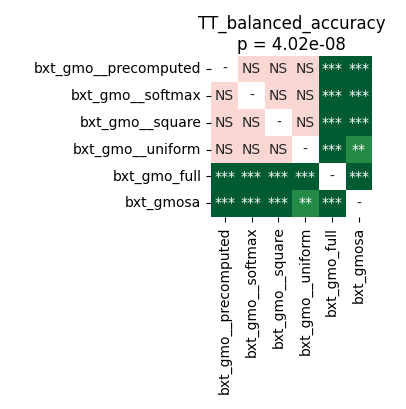 TT_balanced_accuracy
p = 4.02e-08
bxt_gmo__precomputed - NS NS NS *** ***
bxt_gmo__softmax NS - NS NS *** ***
bxt_gmo__square NS NS - NS *** ***
bxt_gmo__uniform NS NS NS - *** **
bxt_gmo_full *** *** *** *** - ***
bxt_gmosa *** *** *** ** *** -
bxt_gmo__precomputed
bxt_gmo__softmax
bxt_gmo__square
bxt_gmo__uniform
bxt_gmo_full
bxt_gmosa